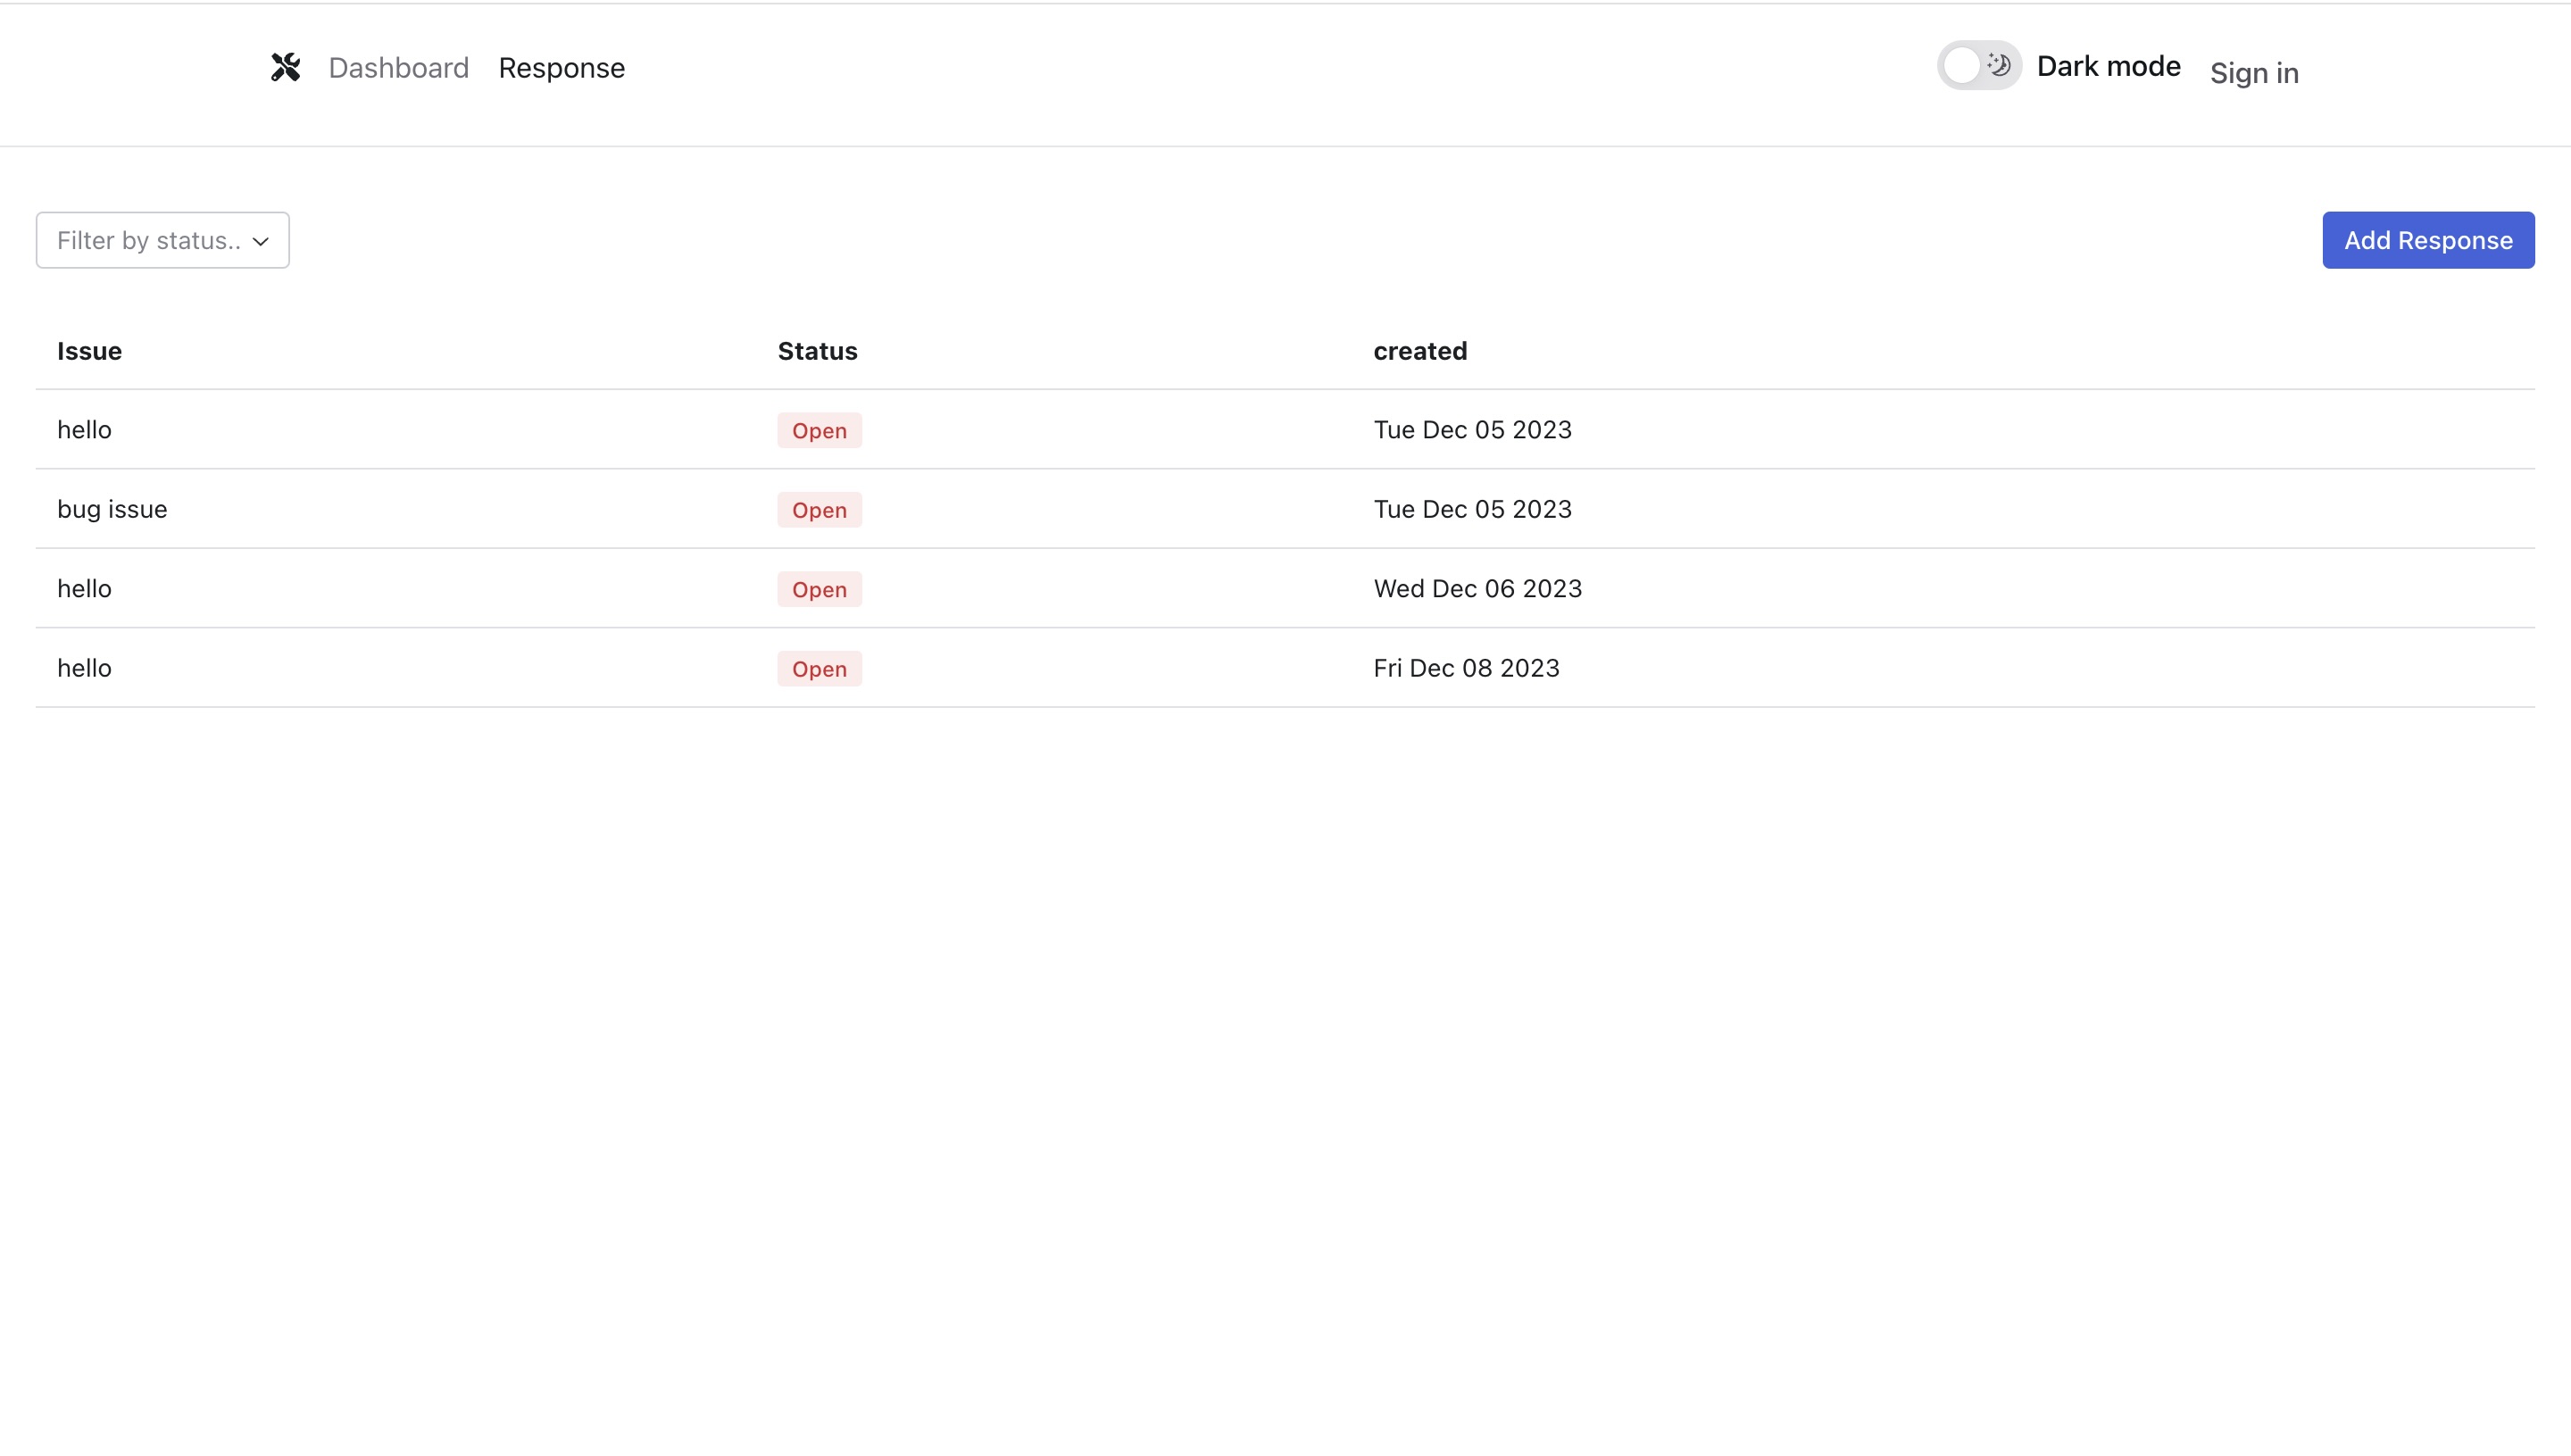 Dashboard Response Dark mode Sign in
Filter by status.. Add Response
Issue Status created
hello Open Tue Dec 05 2023
bug issue Open Tue Dec 05 2023
hello Open Wed Dec 06 2023
hello Open Fri Dec 08 2023